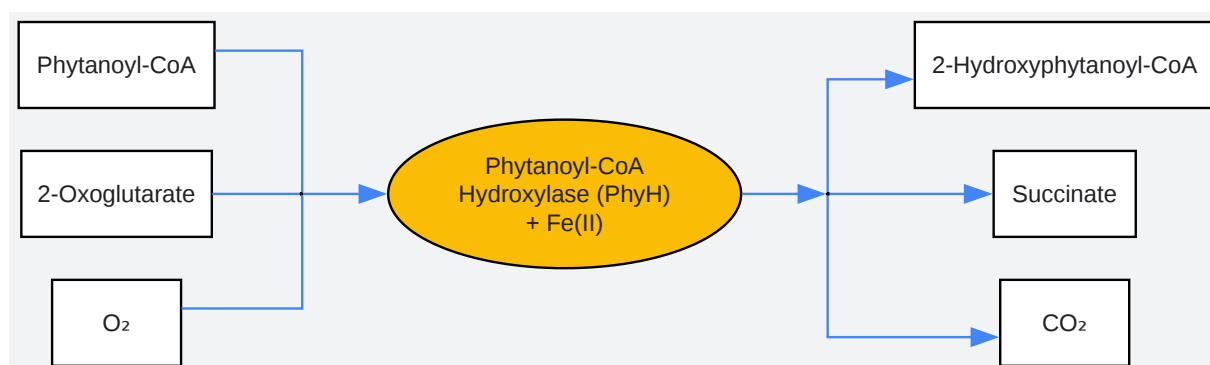 Phytanoyl-CoA
2-Oxoglutarate
O₂
Phytanoyl-CoA
Hydroxylase (PhyH)
+ Fe(II)
2-Hydroxyphytanoyl-CoA
Succinate
CO₂